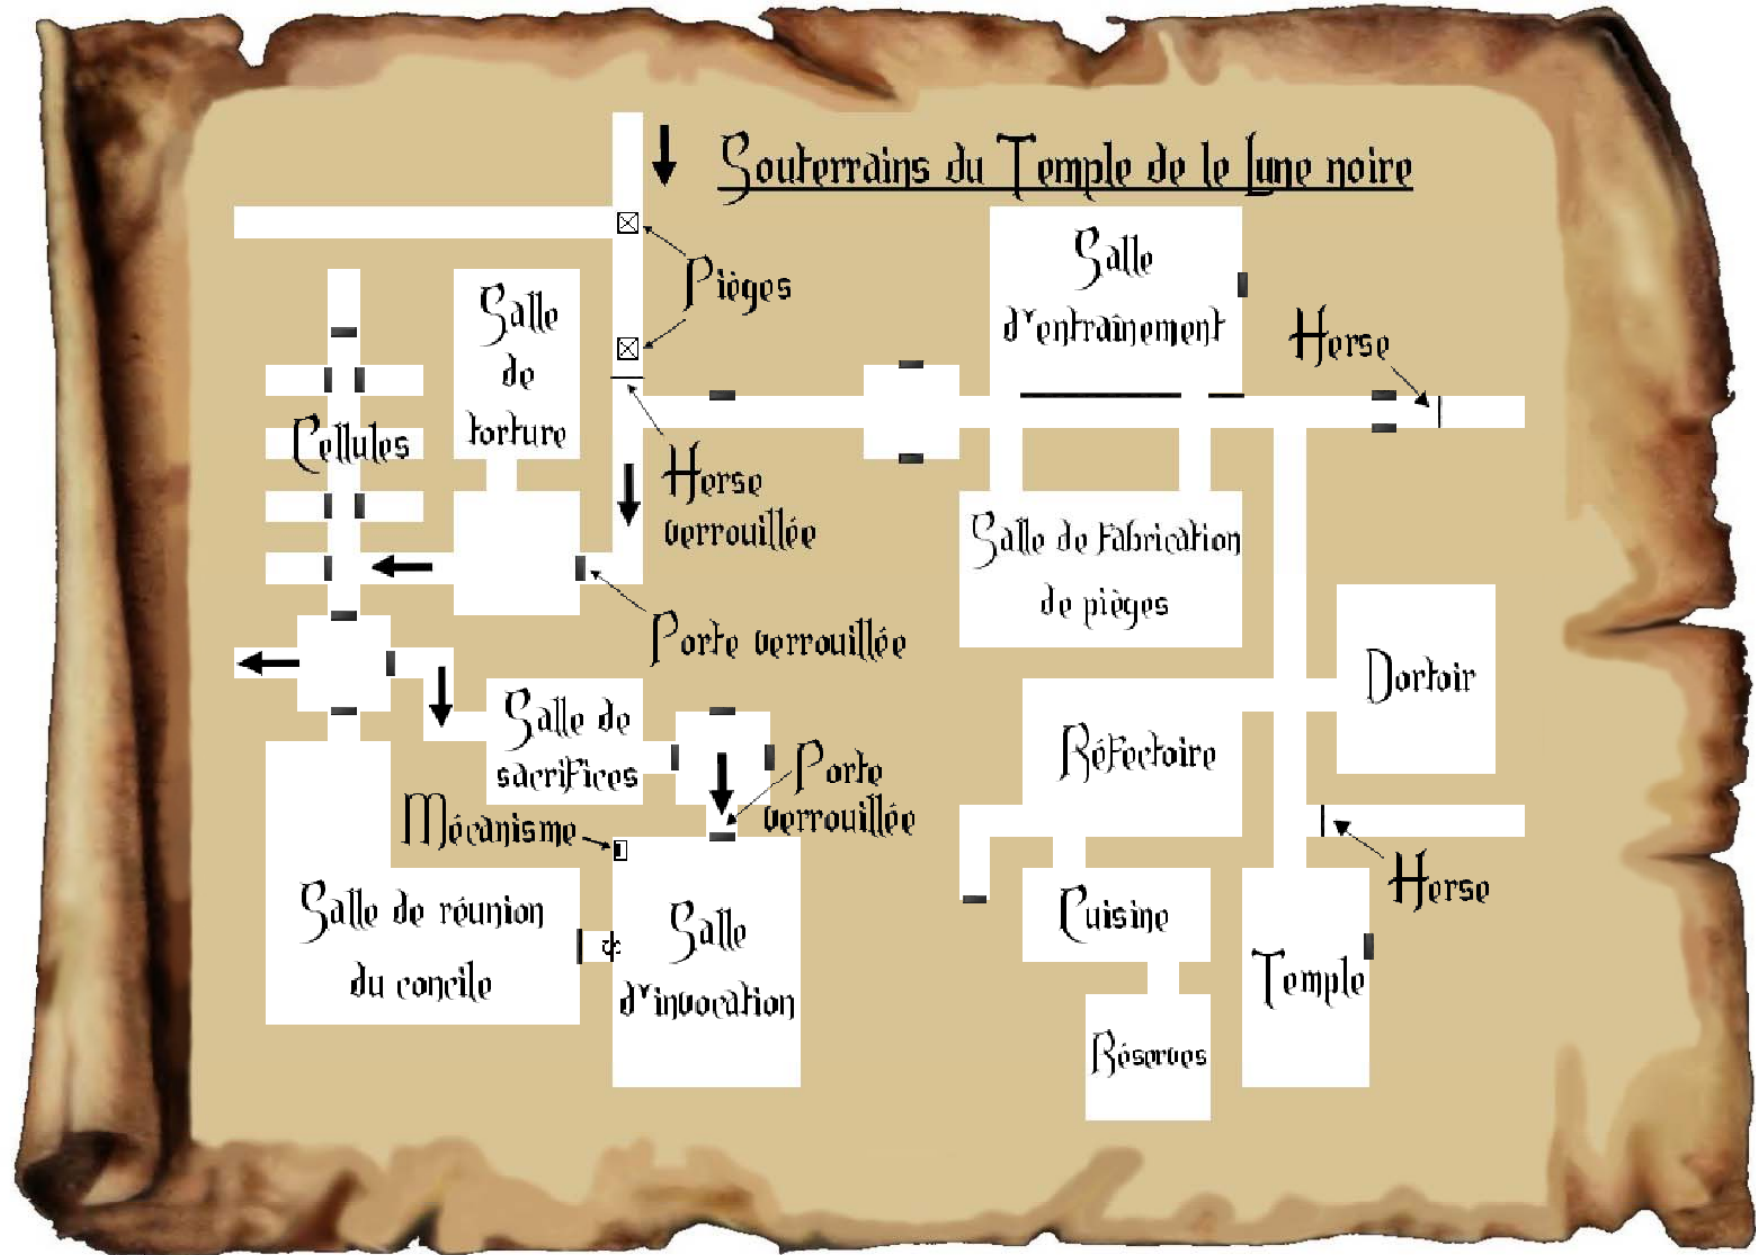 Souterrains du Temple de le Lune noire
Pièges
Salle
d'entraînement
Herse
Salle
de
torture
Cellules
Herse
verrouillée
Salle de fabrication
de pièges
Porte verrouillée
Dortoir
Salle de
sacrifices
Réfectoire
Porte
verrouillée
Mécanisme
Herse
Salle de réunion
du concile
Salle
d'invocation
Cuisine
Temple
Réserves